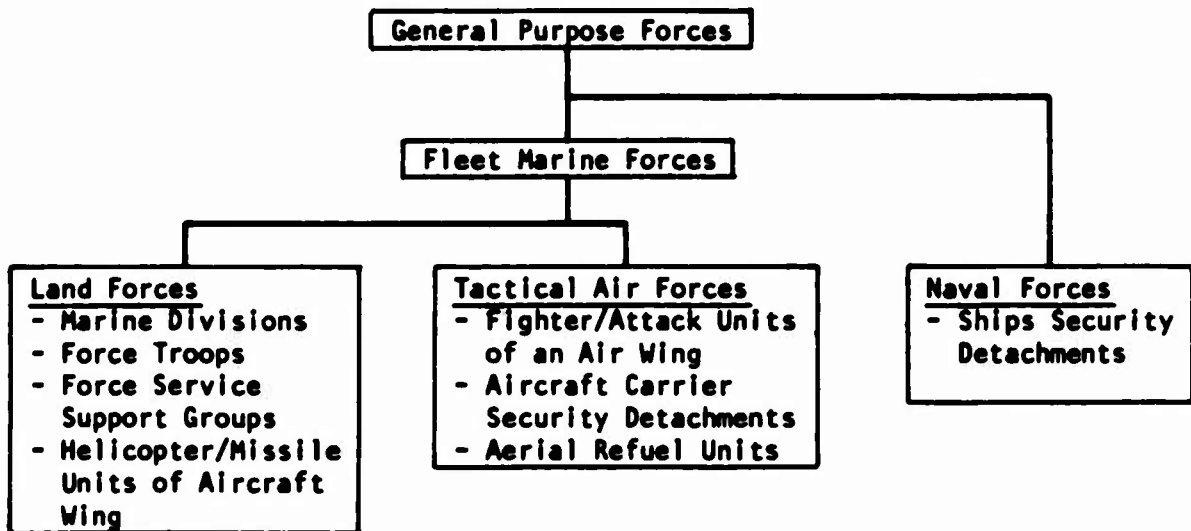 General Purpose Forces
Fleet Marine Forces
Land Forces
- Marine Divisions
- Force Troops
- Force Service
Support Groups
- Helicopter/Missile
Units of Aircraft
Wing
Tactical Air Forces
- Fighter/Attack Units
of an Air Wing
- Aircraft Carrier
Security Detachments
- Aerial Refuel Units
Naval Forces
- Ships Security
Detachments